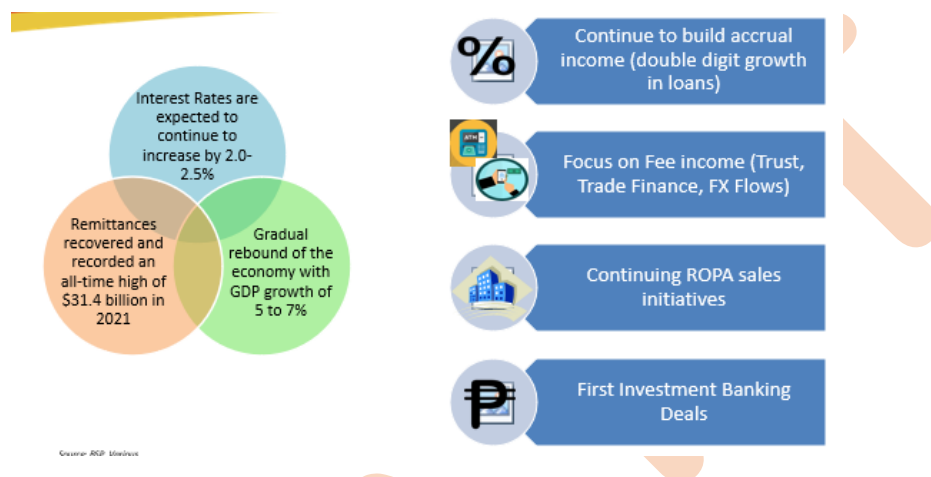 Interest Rates are
expected to
continue to
increase by 2.0-
2.5%
Remittances
recovered and
recorded an
all-time high of
$31.4 billion in
2021
Gradual
rebound of the
economy with
GDP growth of
5 to 7%
Source: BSP, Various
%
Continue to build accrual
income (double digit growth
in loans)
ATM
Focus on Fee income (Trust,
Trade Finance, FX Flows)
Continuing ROPA sales
initiatives
₱
First Investment Banking
Deals